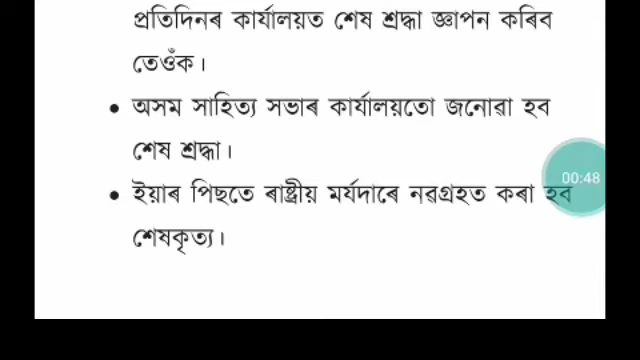 প্ৰতিদিনৰ কাৰ্যালয়ত শেষ শ্ৰদ্ধা জ্ঞাপন কৰিব
তেওঁক।
• অসম সাহিত্য সভাৰ কাৰ্যালয়তো জনোৱা হব
শেষ শ্ৰদ্ধা।
00:48
• ইয়াৰ পিছতে ৰাষ্ট্ৰীয় মৰ্যদাৰে নৱগ্ৰহত কৰা হব
শেষকৃত্য।